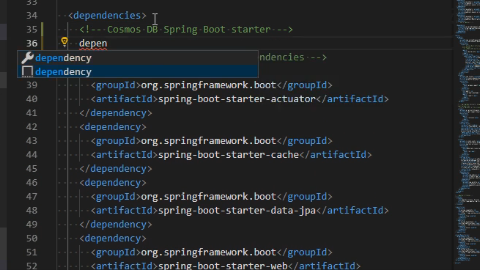 33
34 <dependencies>
35 <!-- Cosmos DB Spring Boot starter -->
36 depen
dependency ndencies -->
dependency
39 <groupId>org.springframework.boot</groupId>
40 <artifactId>spring-boot-starter-actuator</artifactId>
41 </dependency>
42 <dependency>
43 <groupId>org.springframework.boot</groupId>
44 <artifactId>spring-boot-starter-cache</artifactId>
45 </dependency>
46 <dependency>
47 <groupId>org.springframework.boot</groupId>
48 <artifactId>spring-boot-starter-data-jpa</artifactId>
49 </dependency>
50 <dependency>
51 <groupId>org.springframework.boot</groupId>
52 <artifactId>spring-boot-starter-web</artifactId>